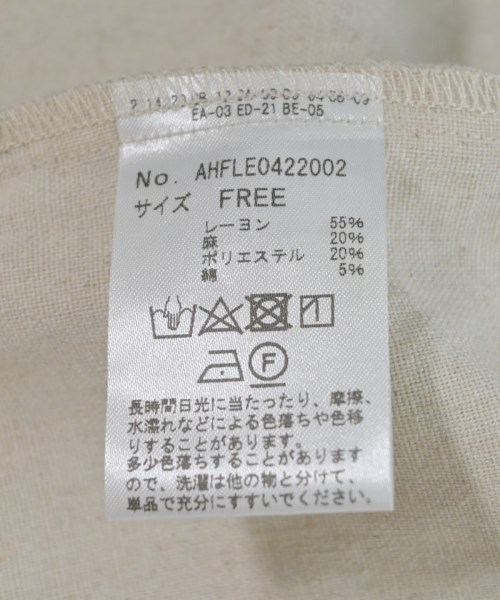 EA-03 ED-21 BE-05
No. AHFLE0422002
サイズ FREE
レーヨン 55%
麻 20%
ポリエステル 20%
綿 5%
F
長時間日光に当たったり、摩擦、
水濡れなどによる色落ちや色移
りすることがあります。
多少色落ちすることがあります
ので、洗濯は他の物と分けて、
単品で充分にすすいでください。